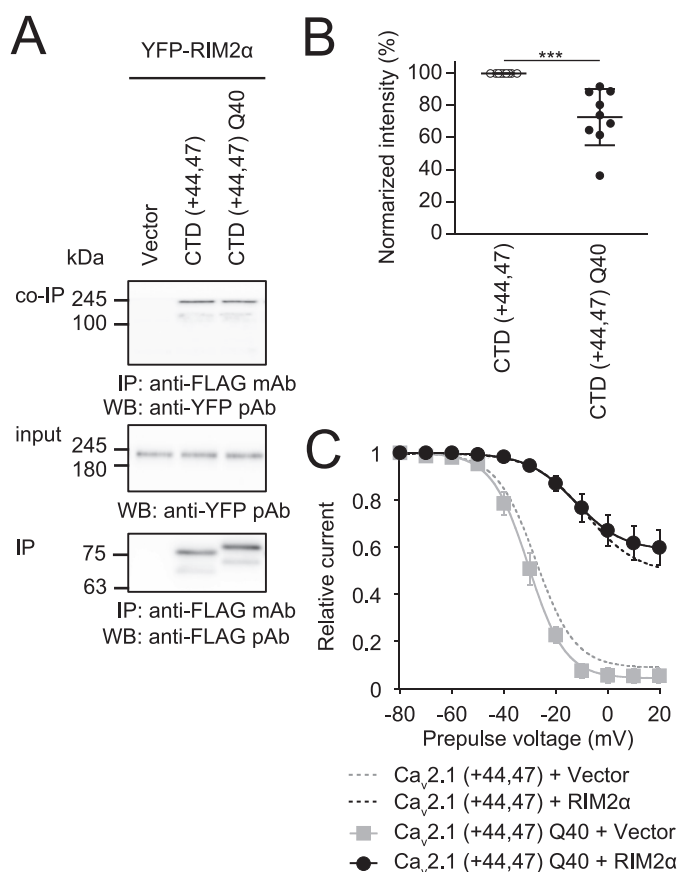 A
YFP-RIM2α
Vector
CTD (+44,47)
CTD (+44,47) Q40
kDa
co-IP
245
100
IP: anti-FLAG mAb
WB: anti-YFP pAb
input
245
180
WB: anti-YFP pAb
IP
75
63
IP: anti-FLAG mAb
WB: anti-FLAG pAb
B
Normarized intensity (%)
100
80
60
40
20
0
***
CTD (+44,47)
CTD (+44,47) Q40
C
Relative current
1
0.8
0.6
0.4
0.2
0
-80 -60 -40 -20 0 20
Prepulse voltage (mV)
Cav2.1 (+44,47) + Vector
Cav2.1 (+44,47) + RIM2α
Cav2.1 (+44,47) Q40 + Vector
Cav2.1 (+44,47) Q40 + RIM2α